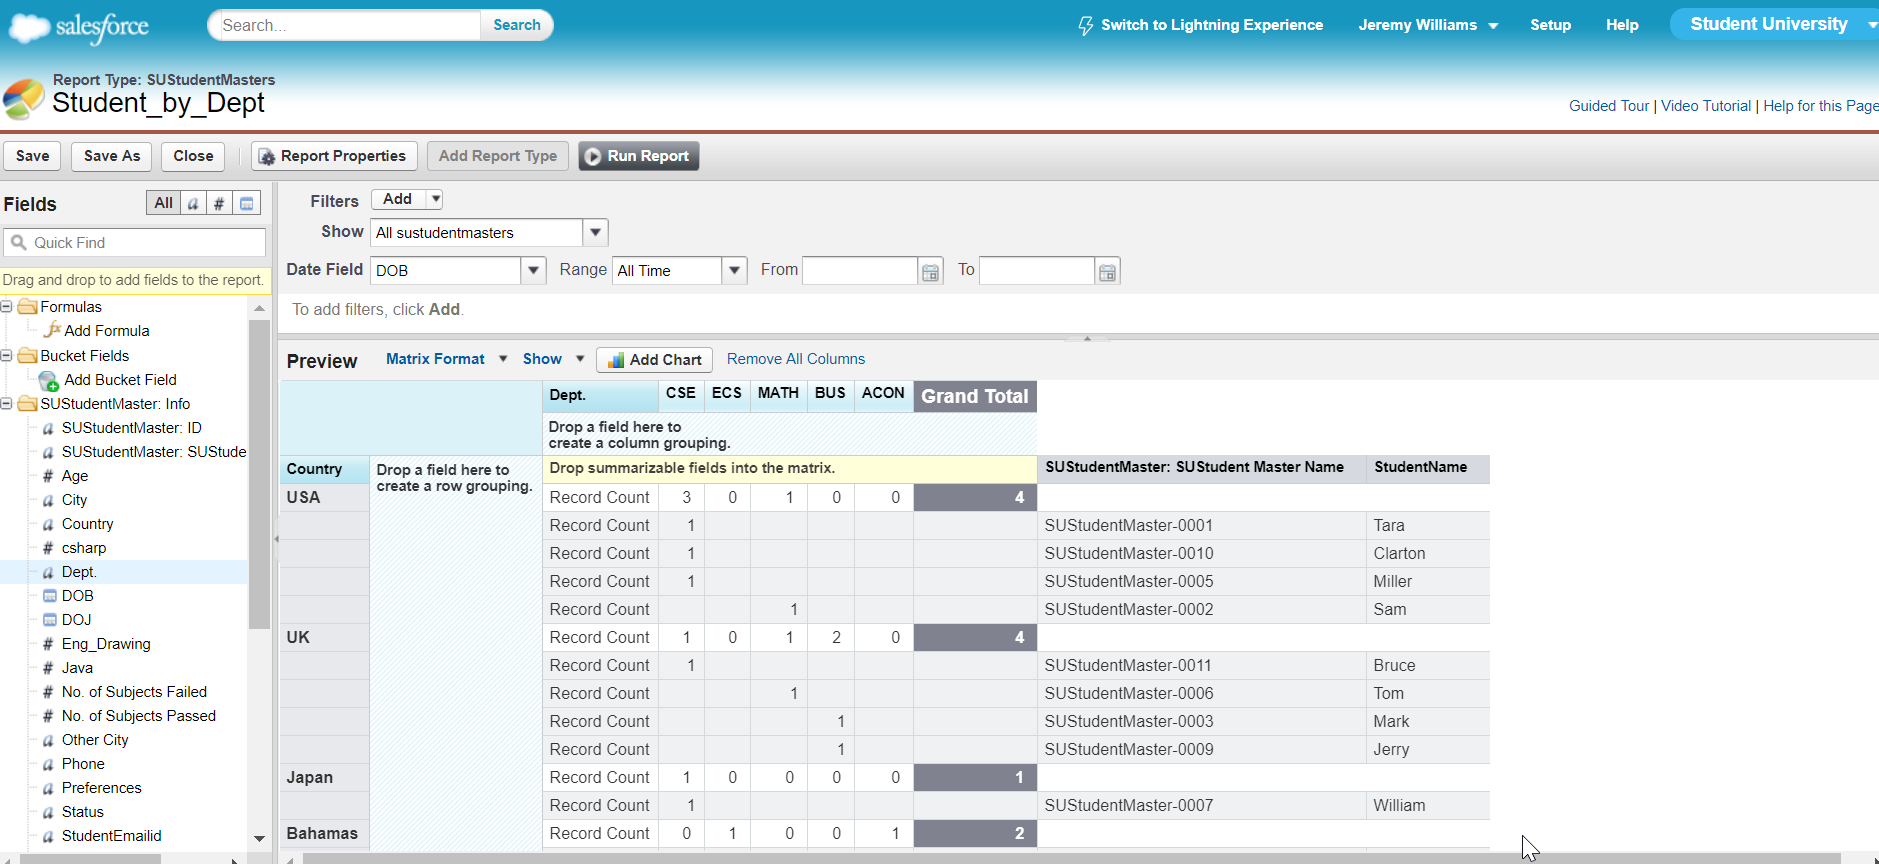 salesforce Search... Search Switch to Lightning Experience Jeremy Williams Setup Help Student University
Report Type: SUStudentMasters
Student_by_Dept
Guided Tour | Video Tutorial | Help for this Page
Save Save As Close Report Properties Add Report Type Run Report
Fields All a #
Quick Find
Drag and drop to add fields to the report.
Formulas
fx Add Formula
Bucket Fields
Add Bucket Field
SUStudentMaster: Info
a SUStudentMaster: ID
a SUStudentMaster: SUStude
# Age
a City
a Country
# csharp
a Dept.
DOB
DOJ
# Eng_Drawing
# Java
# No. of Subjects Failed
# No. of Subjects Passed
a Other City
a Phone
a Preferences
a Status
a StudentEmailid
Filters Add
Show All sustudentmasters
Date Field DOB Range All Time From To
To add filters, click Add.
Preview Matrix Format Show Add Chart Remove All Columns
Dept. CSE ECS MATH BUS ACON Grand Total
Drop a field here to
create a column grouping.
Country Drop a field here to
create a row grouping. Drop summarizable fields into the matrix. SUStudentMaster: SUStudent Master Name StudentName
USA Record Count 3 0 1 0 0 4
Record Count 1 SUStudentMaster-0001 Tara
Record Count 1 SUStudentMaster-0010 Clarton
Record Count 1 SUStudentMaster-0005 Miller
Record Count 1 SUStudentMaster-0002 Sam
UK Record Count 1 0 1 2 0 4
Record Count 1 SUStudentMaster-0011 Bruce
Record Count 1 SUStudentMaster-0006 Tom
Record Count 1 SUStudentMaster-0003 Mark
Record Count 1 SUStudentMaster-0009 Jerry
Japan Record Count 1 0 0 0 0 1
Record Count 1 SUStudentMaster-0007 William
Bahamas Record Count 0 1 0 0 1 2